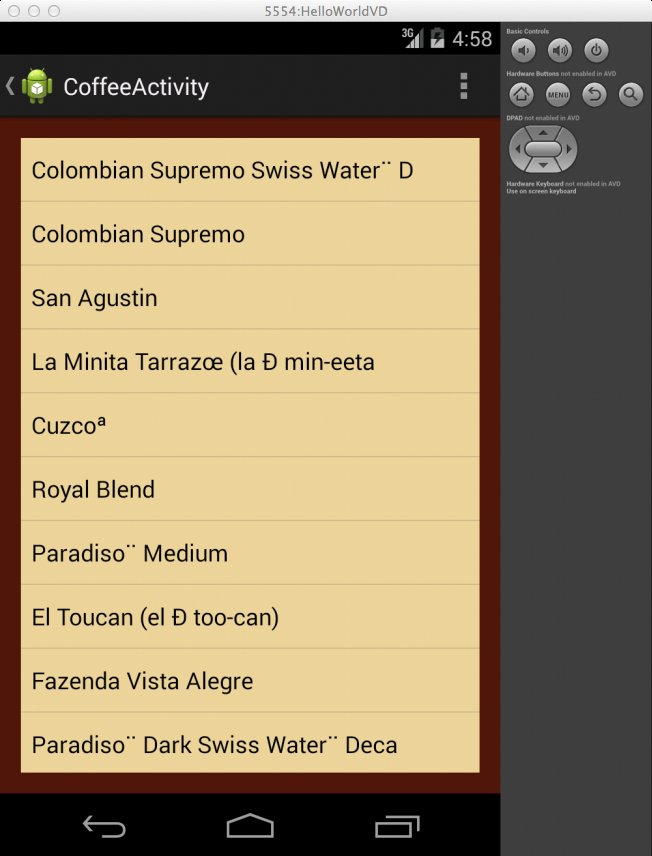 5554:HelloWorldVD
3G 4:58
CoffeeActivity
Colombian Supremo Swiss Water¨ D
Colombian Supremo
San Agustin
La Minita Tarrazœ (la Ð min-eeta
Cuzcoª
Royal Blend
Paradiso¨ Medium
El Toucan (el Ð too-can)
Fazenda Vista Alegre
Paradiso¨ Dark Swiss Water¨ Deca
Basic Controls
Hardware Buttons not enabled in AVD
MENU
DPAD not enabled in AVD
Hardware Keyboard not enabled in AVD
Use on screen keyboard